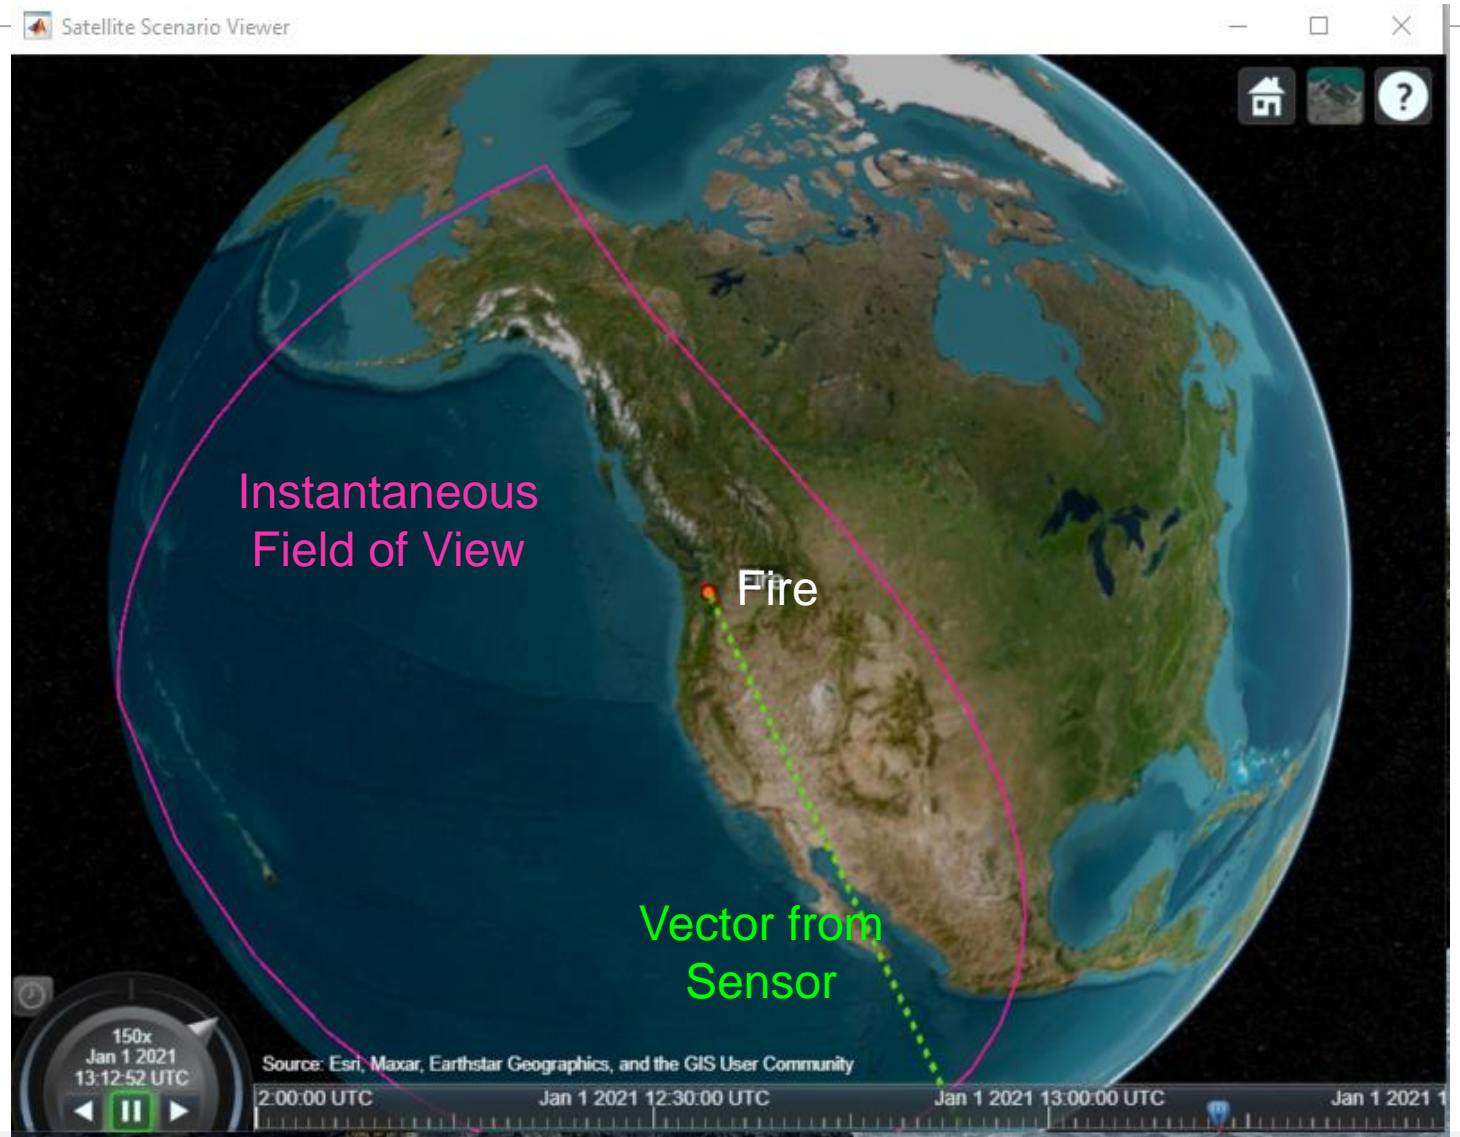 Satellite Scenario Viewer
?
Instantaneous
Field of View
Fire
Fire
Vector from
Sensor
150x
Jan 1 2021
13:12:52 UTC
Source: Esri, Maxar, Earthstar Geographics, and the GIS User Community
2:00:00 UTC
Jan 1 2021 12:30:00 UTC
Jan 1 2021 13:00:00 UTC
Jan 1 2021 1